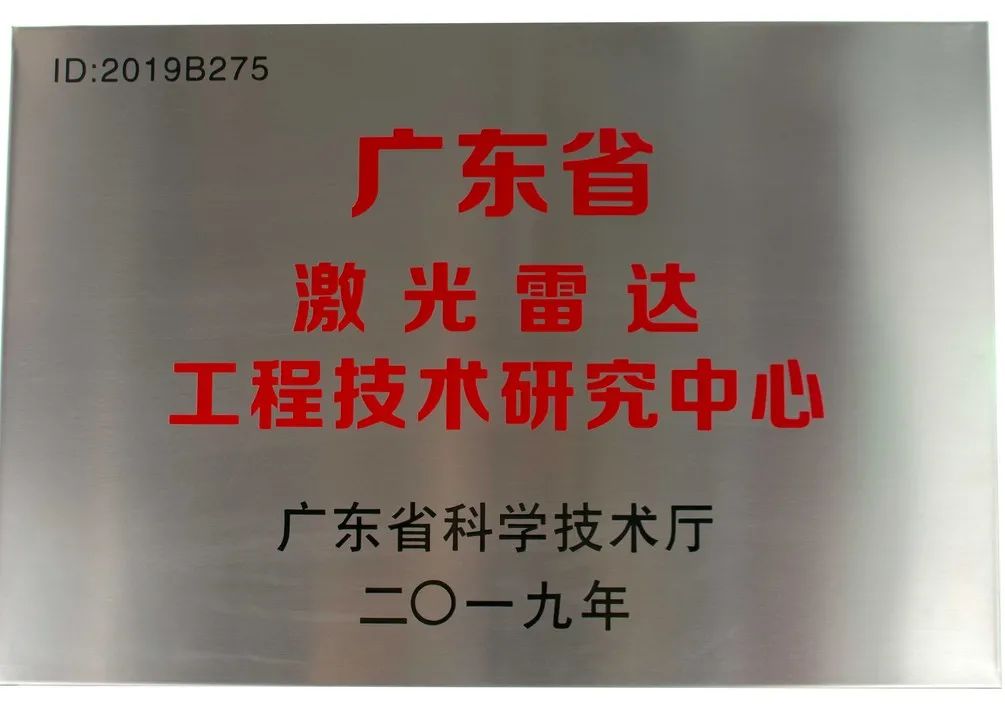 ID:2019B275
广东省
激光雷达
工程技术研究中心
广东省科学技术厅
二〇一九年